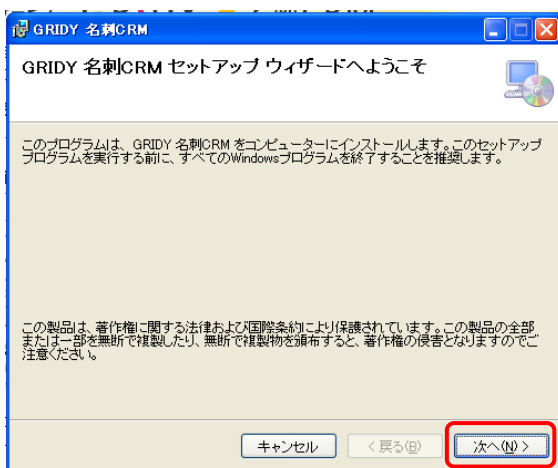 GRIDY 名刺CRM
GRIDY 名刺CRM セットアップ ウィザードへようこそ
このプログラムは、GRIDY 名刺CRM をコンピューターにインストールします。このセットアップ
プログラムを実行する前に、すべてのWindowsプログラムを終了することを推奨します。
この製品は、著作権に関する法律および国際条約により保護されています。この製品の全部
または一部を無断で複製したり、無断で複製物を頒布すると、著作権の侵害となりますのでご
注意ください。
キャンセル
< 戻る(B)
次へ(N) >